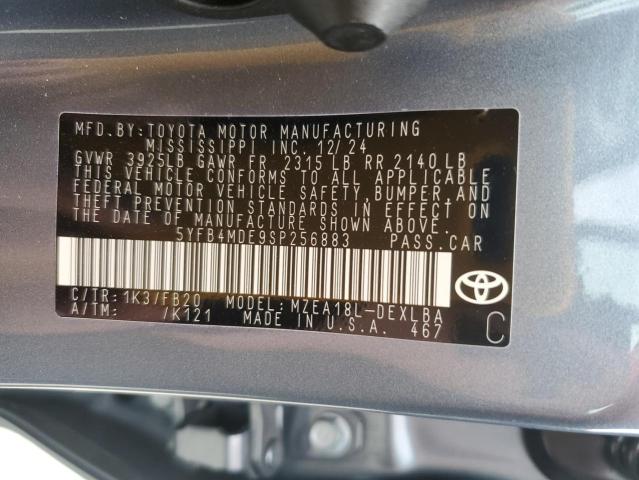 MFD. BY: TOYOTA MOTOR MANUFACTURING
MISSISSIPPI INC. 12/24
GVWR 3925LB GAWR FR. 2315 LB RR 2140 LB
THIS VEHICLE CONFORMS TO ALL APPLICABLE
FEDERAL MOTOR VEHICLE SAFETY, BUMPER, AND
THEFT PREVENTION STANDARDS IN EFFECT ON
THE DATE OF MANUFACTURE SHOWN ABOVE.
5YFB4MDE9SP256883 PASS. CAR
C/TR: 1K3/FB20 MODEL: MZEA18L-DEXLBA
A/TM: /K121 MADE IN U.S.A. 467
C